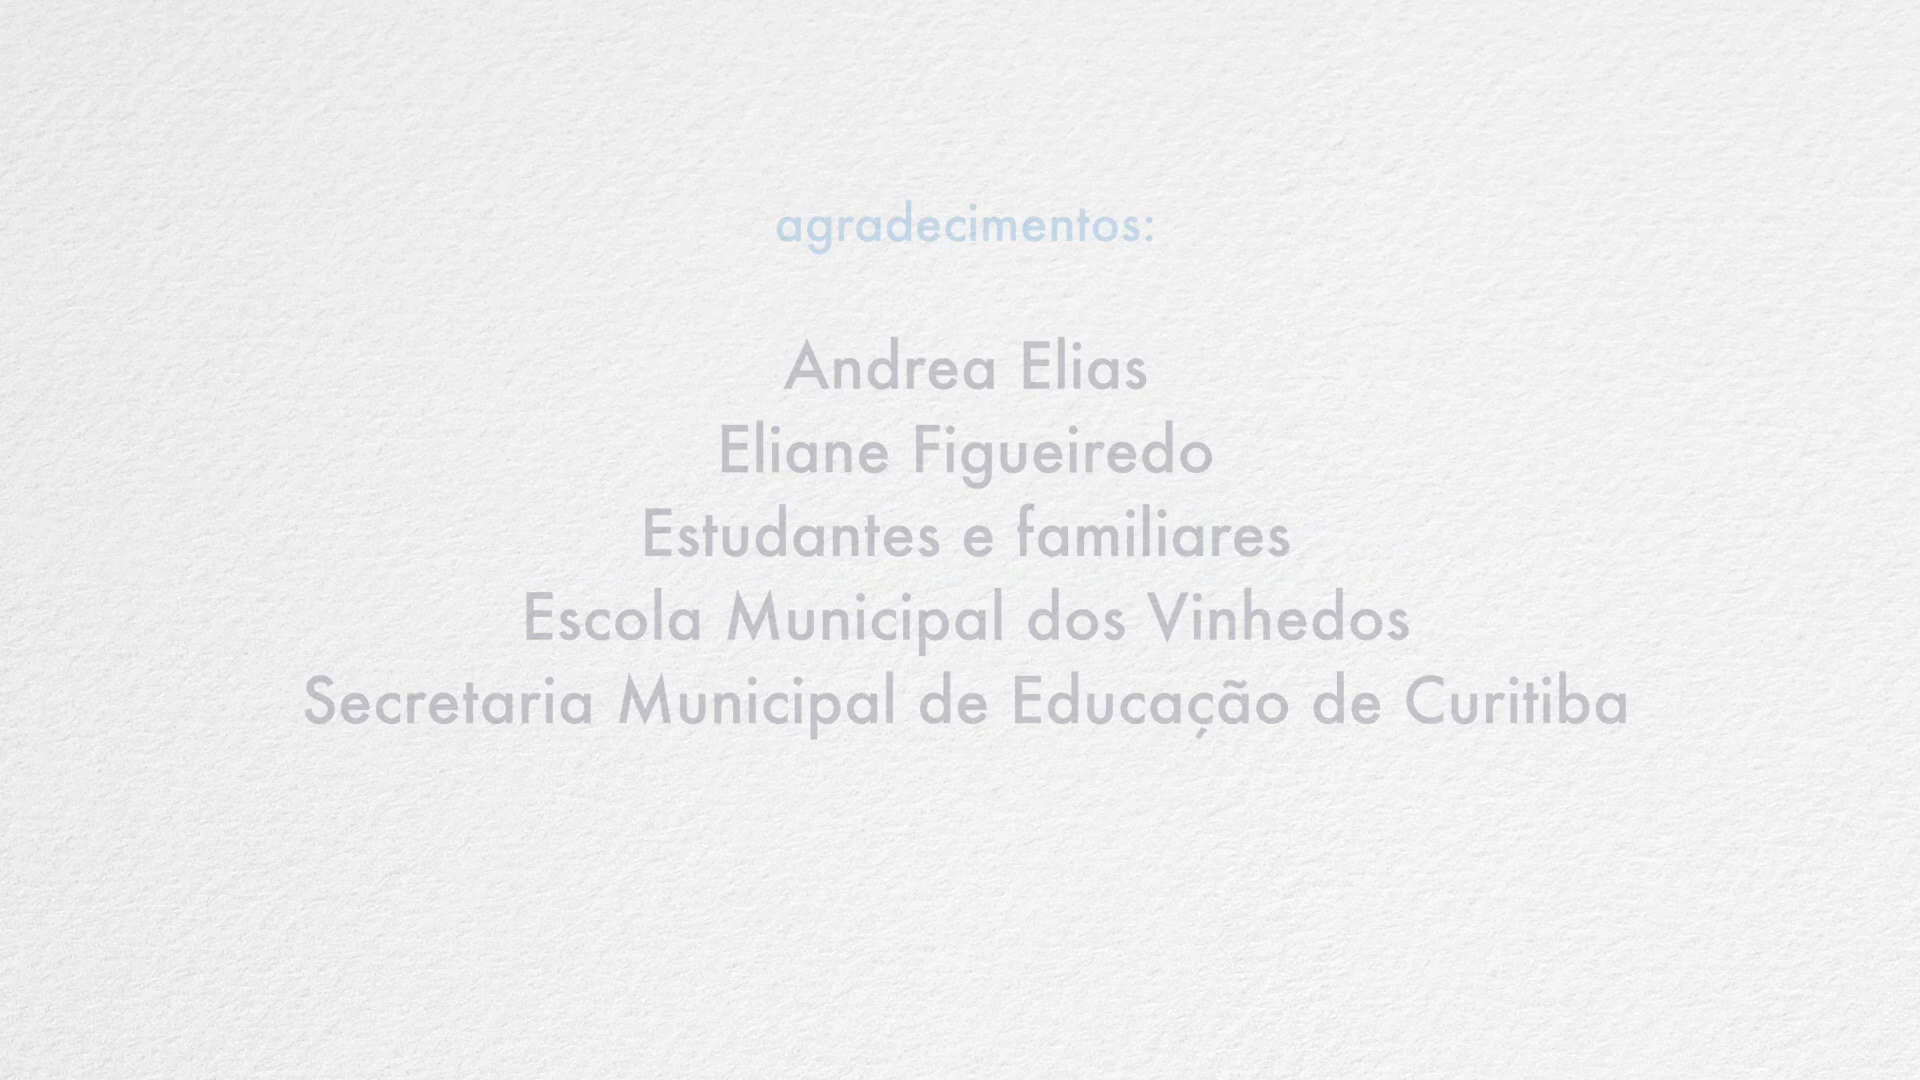 agradecimentos:
Andrea Elias
Eliane Figueiredo
Estudantes e familiares
Escola Municipal dos Vinhedos
Secretaria Municipal de Educação de Curitiba